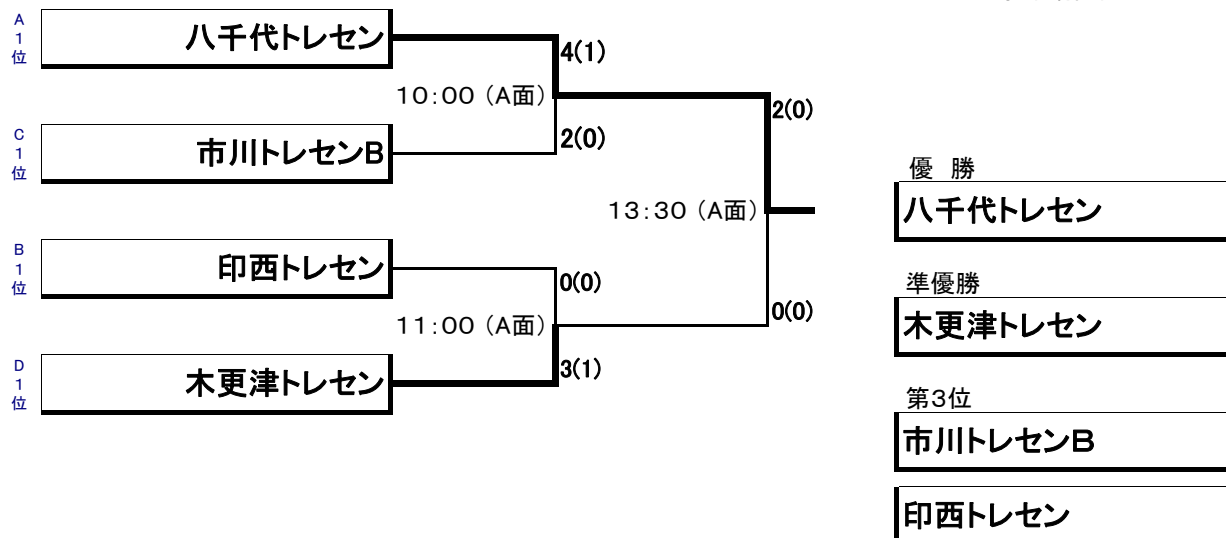 A1位
八千代トレセン
4(1)
10:00 (A面)
2(0)
C1位
市川トレセンB
2(0)
13:30 (A面)
B1位
印西トレセン
0(0)
11:00 (A面)
0(0)
D1位
木更津トレセン
3(1)
優 勝
八千代トレセン
準優勝
木更津トレセン
第3位
市川トレセンB
印西トレセン